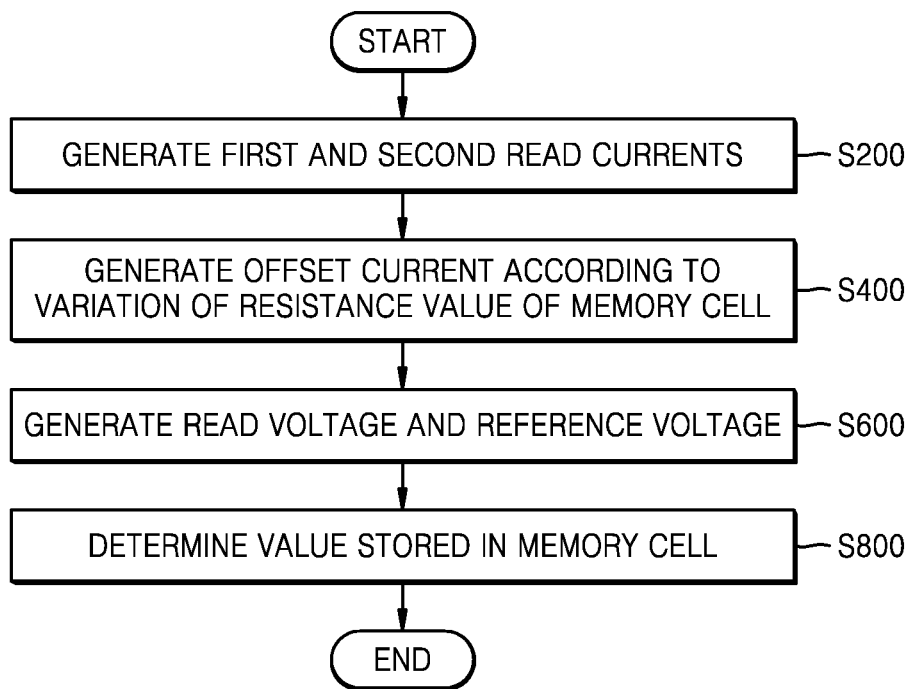 START
GENERATE FIRST AND SECOND READ CURRENTS
S200
GENERATE OFFSET CURRENT ACCORDING TO
VARIATION OF RESISTANCE VALUE OF MEMORY CELL
S400
GENERATE READ VOLTAGE AND REFERENCE VOLTAGE
S600
DETERMINE VALUE STORED IN MEMORY CELL
S800
END